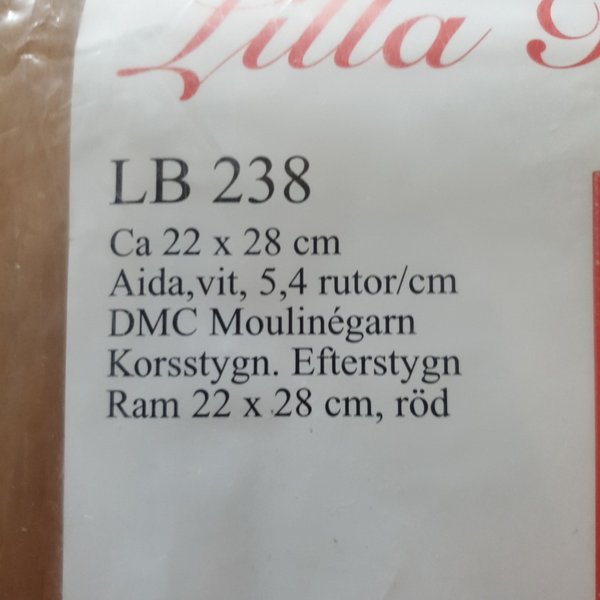 Lilla
LB 238
Ca 22 x 28 cm
Aida,vit, 5,4 rutor/cm
DMC Moulinégarn
Korsstygn. Efterstygn
Ram 22 x 28 cm, röd